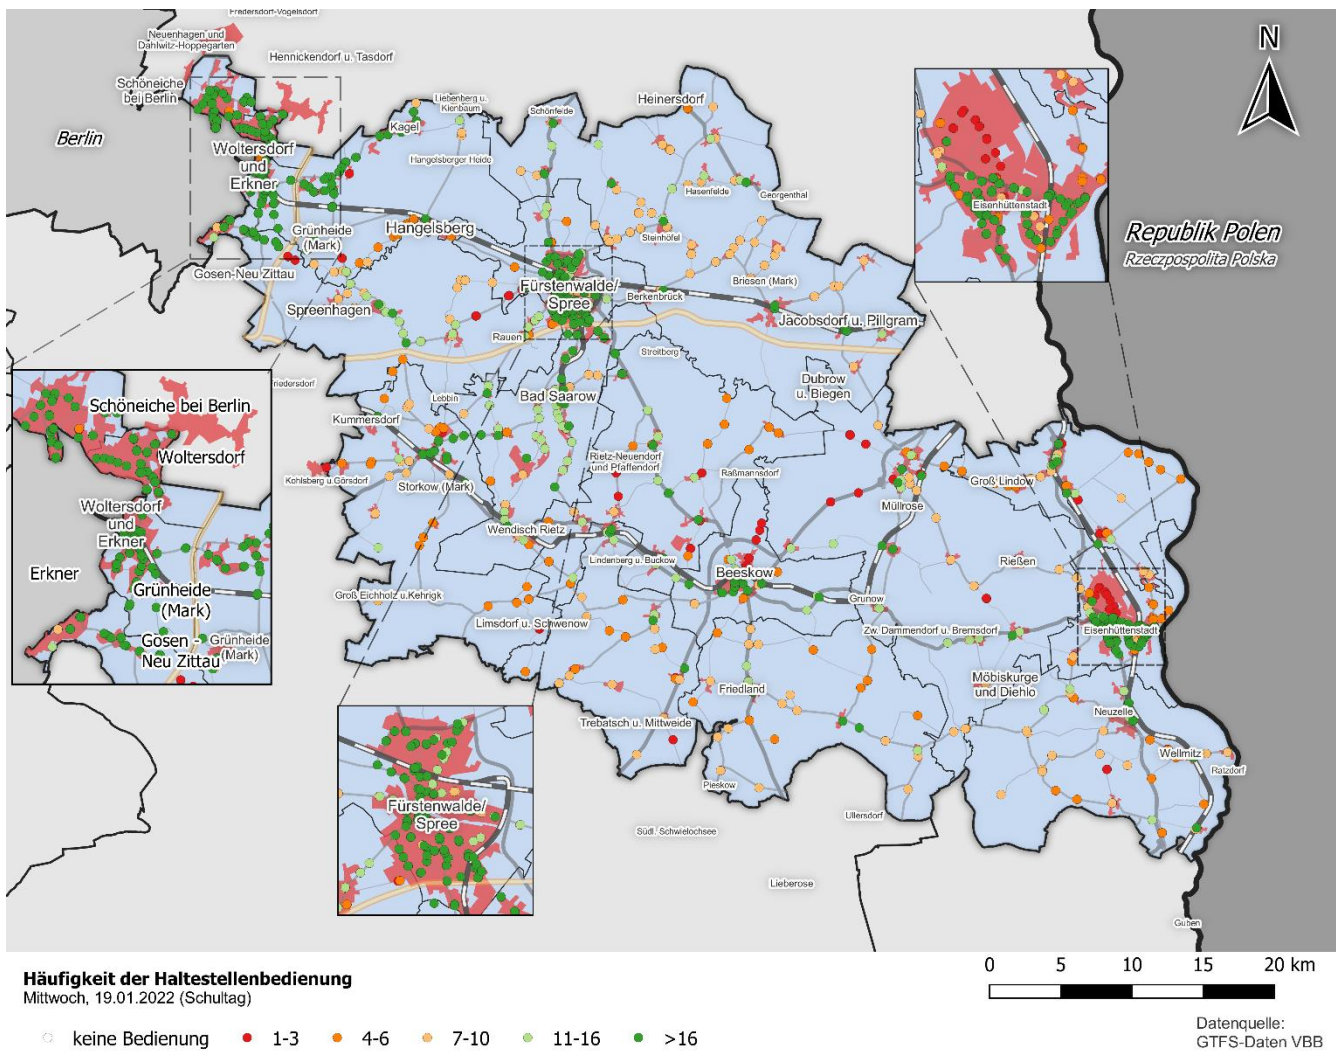 Fredersdorf-Vogelsdorf
Neuenhagen und
Dahlwitz-Hoppegarten
Hennickendorf u. Tasdorf
Schöneiche
bei Berlin
Berlin
Woltersdorf
und
Erkner
Kagel
Liebenberg u.
Kienbaum
Hangelsberger Heide
Schönfelde
Heinersdorf
Hasenfelde
Georgenthal
Steinhöfel
Grünheide
(Mark)
Hangelsberg
Gosen-Neu Zittau
Spreenhagen
Fürstenwalde/
Spree
Berkenbrück
Briesen (Mark)
Jacobsdorf u. Pillgram
Rauen
Streitberg
Dubrow
u. Biegen
N
Republik Polen
Rzeczpospolita Polska
Eisenhüttenstadt
Friedersdorf
Lebbin
Bad Saarow
Kummersdorf
Kohlsberg u.Görsdorf
Storkow (Mark)
Rietz-Neuendorf
und Pfaffendorf
Raßmannsdorf
Müllrose
Groß Lindow
Wendisch Rietz
Lindenberg u. Buckow
Beeskow
Grunow
Rießen
Groß Eichholz u.Kehrigk
Limsdorf u. Schwenow
Zw. Dammendorf u. Bremsdorf
Eisenhüttenstadt
Möbiskurge
und Diehlo
Friedland
Neuzelle
Trebatsch u. Mittweide
Wellmitz
Ratzdorf
Pieskow
Ullersdorf
Südl. Schwielochsee
Lieberose
Guben
Schöneiche bei Berlin
Woltersdorf
Woltersdorf
und
Erkner
Erkner
Grünheide
(Mark)
Gosen -
Neu Zittau
Grünheide
(Mark)
Fürstenwalde/
Spree
Häufigkeit der Haltestellenbedienung
Mittwoch, 19.01.2022 (Schultag)
keine Bedienung 1-3 4-6 7-10 11-16 >16
0 5 10 15 20 km
Datenquelle:
GTFS-Daten VBB